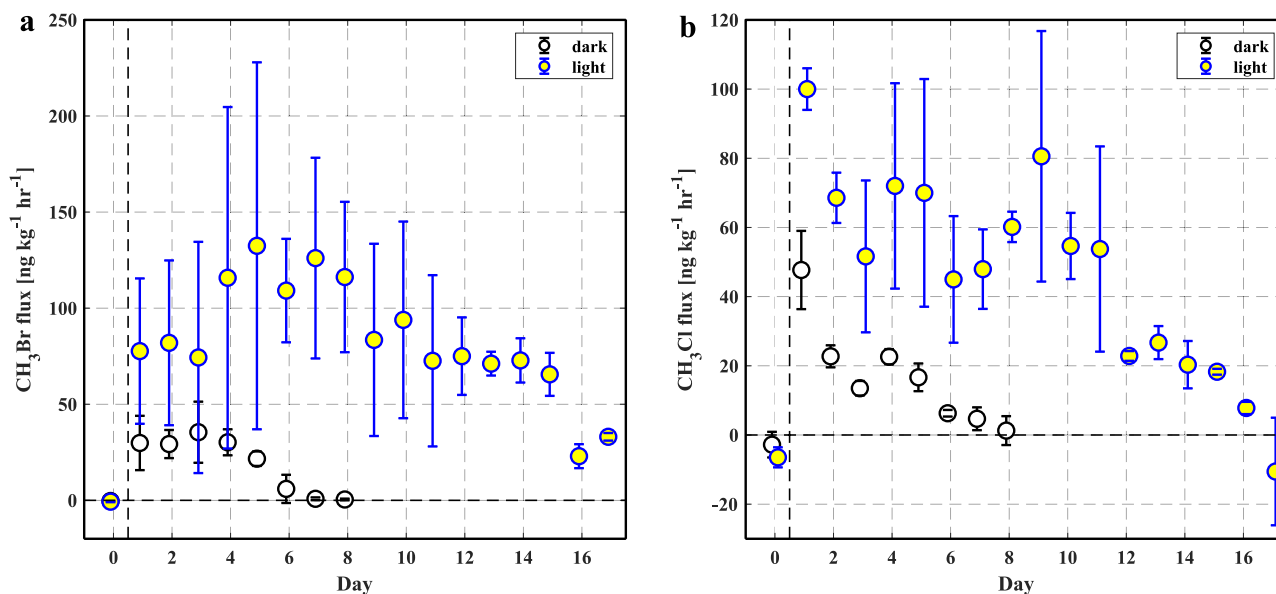 a
250
200
150
100
50
0
CH3Br flux [ng kg-1 hr-1]
dark
light
0 2 4 6 8 10 12 14 16
Day
b
120
100
80
60
40
20
0
-20
CH3Cl flux [ng kg-1 hr-1]
dark
light
0 2 4 6 8 10 12 14 16
Day